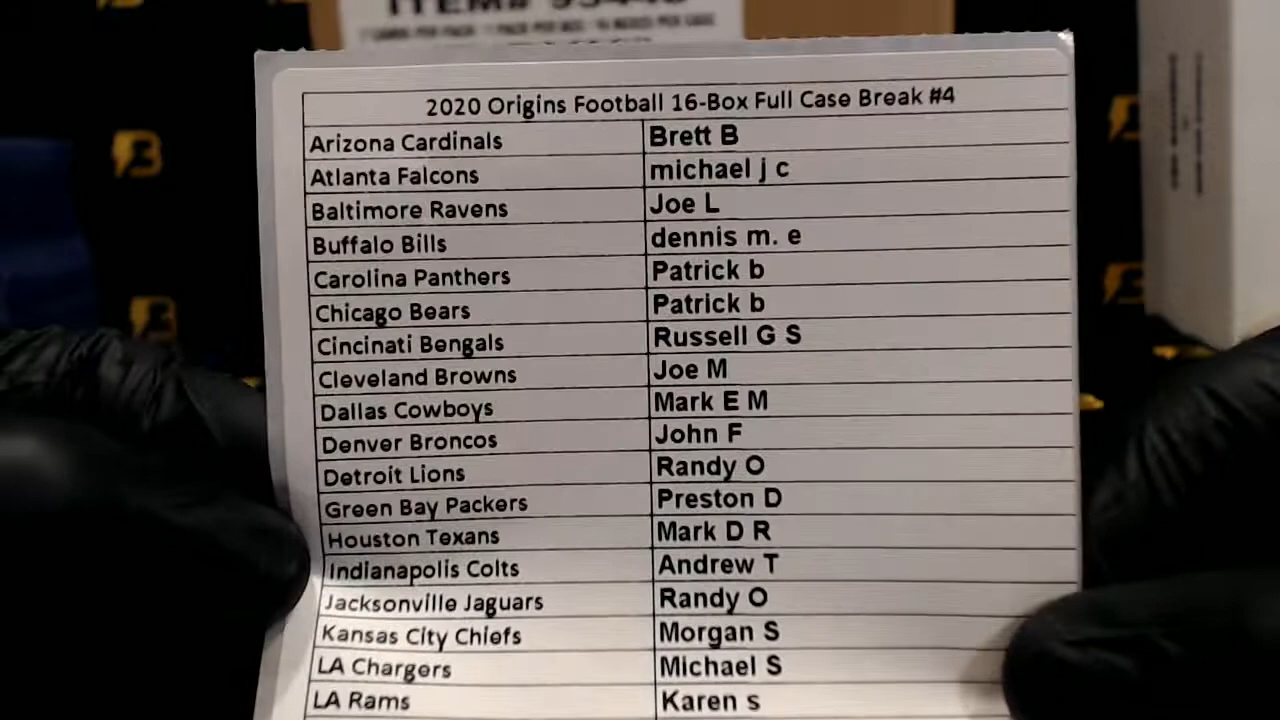 ITEM# 95440
2020 Origins Football 16-Box Full Case Break #4
Arizona Cardinals Brett B
Atlanta Falcons michael j c
Baltimore Ravens Joe L
Buffalo Bills dennis m. e
Carolina Panthers Patrick b
Chicago Bears Patrick b
Cincinati Bengals Russell G S
Cleveland Browns Joe M
Dallas Cowboys Mark E M
Denver Broncos John F
Detroit Lions Randy O
Green Bay Packers Preston D
Houston Texans Mark D R
Indianapolis Colts Andrew T
Jacksonville Jaguars Randy O
Kansas City Chiefs Morgan S
LA Chargers Michael S
LA Rams Karen s